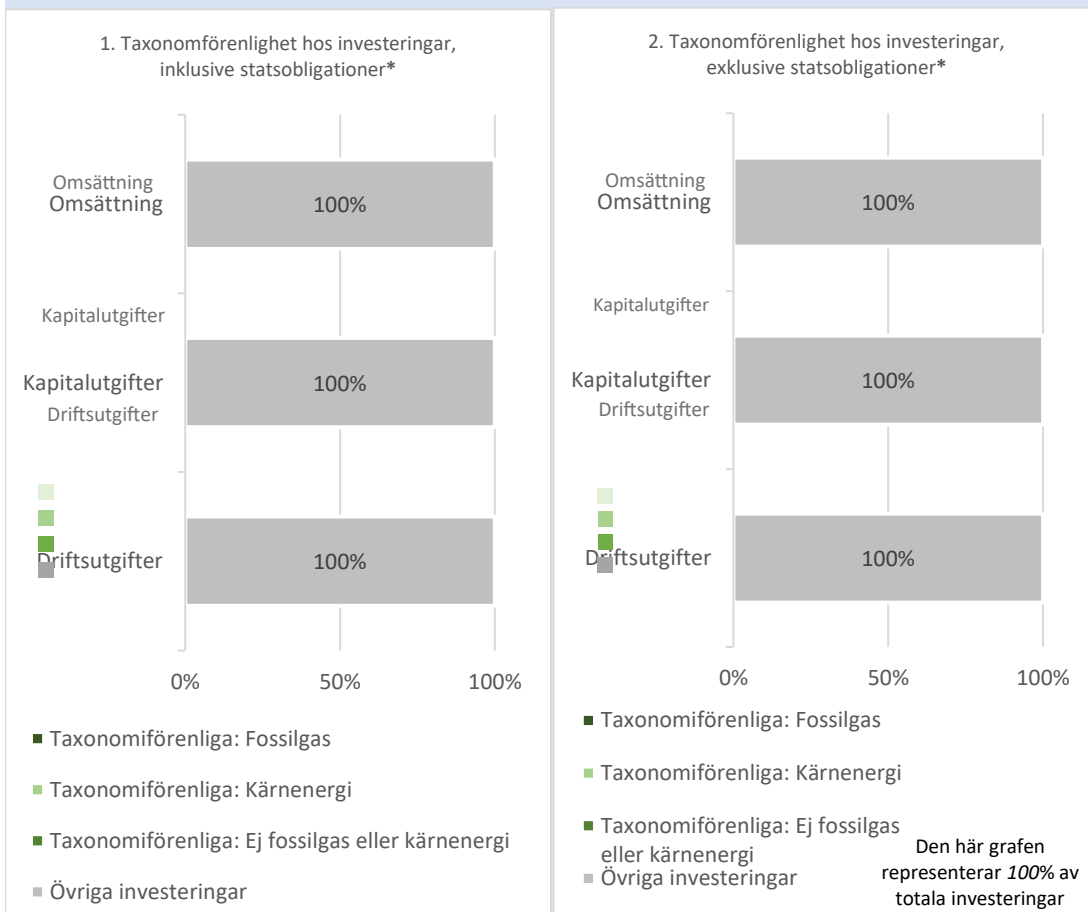 1. Taxonomförenlighet hos investeringar,
inklusive statsobligationer*
Omsättning
Omsättning
100%
Kapitalutgifter
Kapitalutgifter
100%
Driftsutgifter
Driftsutgifter
100%
0% 50% 100%
Taxonomiförenliga: Fossilgas
Taxonomiförenliga: Kärnenergi
Taxonomiförenliga: Ej fossilgas eller kärnenergi
Övriga investeringar
2. Taxonomförenlighet hos investeringar,
exklusive statsobligationer*
Omsättning
Omsättning
100%
Kapitalutgifter
Kapitalutgifter
100%
Driftsutgifter
Driftsutgifter
100%
0% 50% 100%
Taxonomiförenliga: Fossilgas
Taxonomiförenliga: Kärnenergi
Taxonomiförenliga: Ej fossilgas
eller kärnenergi
Övriga investeringar
Den här grafen
representerar 100% av
totala investeringar